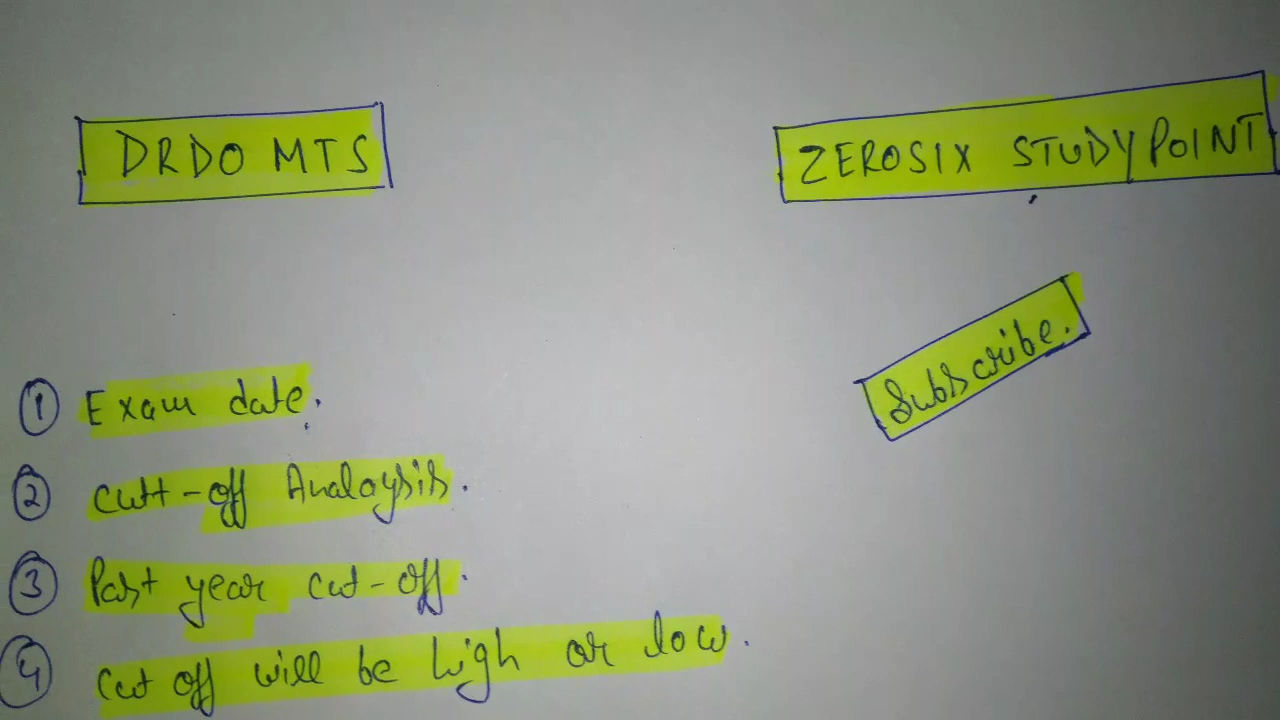 DRDO MTS
ZEROSIX STUDY POINT
Subscribe.
① Exam date.
② Cutt-off Analaysis.
③ Past year cut-off.
④ Cut off will be high or low.